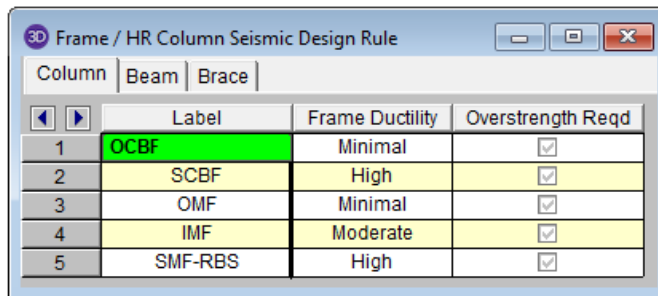 3D Frame / HR Column Seismic Design Rule
Column Beam Brace
Label Frame Ductility Overstrength Reqd
1 OCBF Minimal
2 SCBF High
3 OMF Minimal
4 IMF Moderate
5 SMF-RBS High